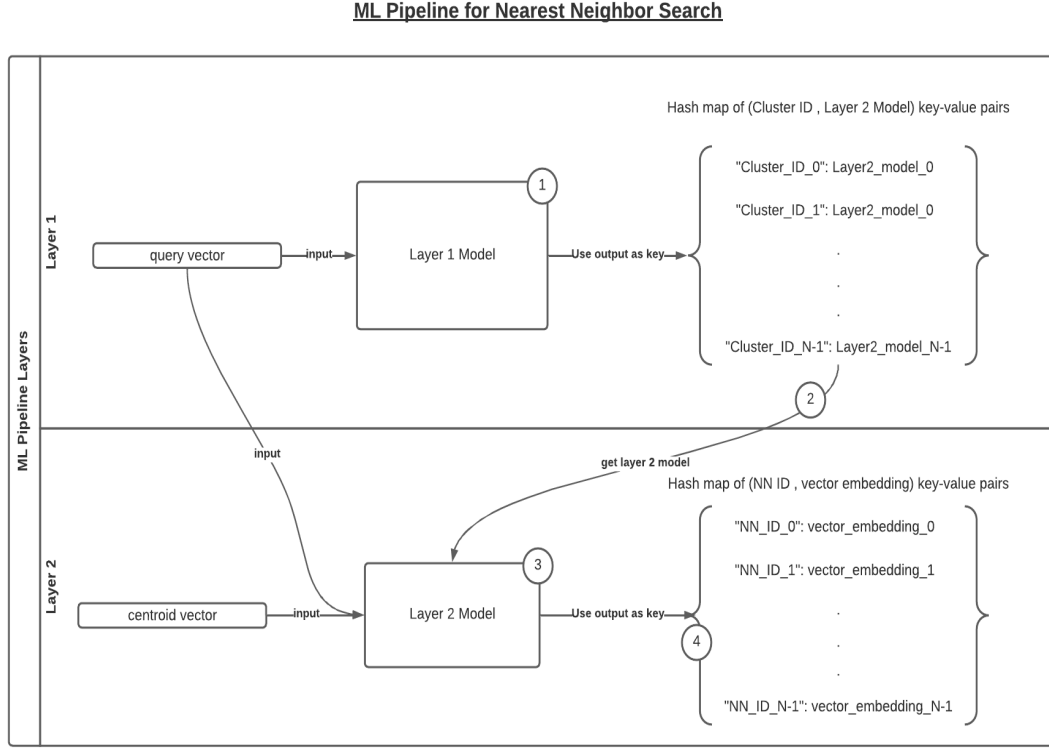 ML Pipeline for Nearest Neighbor Search
ML Pipeline Layers
Layer 1
Hash map of (Cluster ID , Layer 2 Model) key-value pairs
query vector
input
Layer 1 Model
1
Use output as key
"Cluster_ID_0": Layer2_model_0
"Cluster_ID_1": Layer2_model_0
.
.
.
"Cluster_ID_N-1": Layer2_model_N-1
2
get layer 2 model
input
Layer 2
Hash map of (NN ID , vector embedding) key-value pairs
centroid vector
input
Layer 2 Model
3
Use output as key
4
"NN_ID_0": vector_embedding_0
"NN_ID_1": vector_embedding_1
.
.
.
"NN_ID_N-1": vector_embedding_N-1